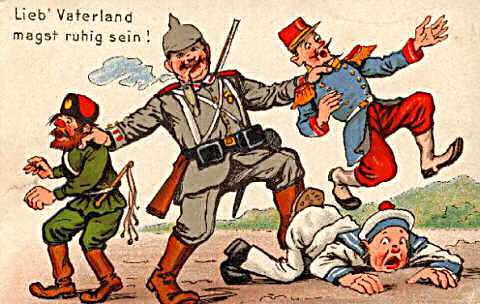 Lieb' Vaterland
magst ruhig sein!